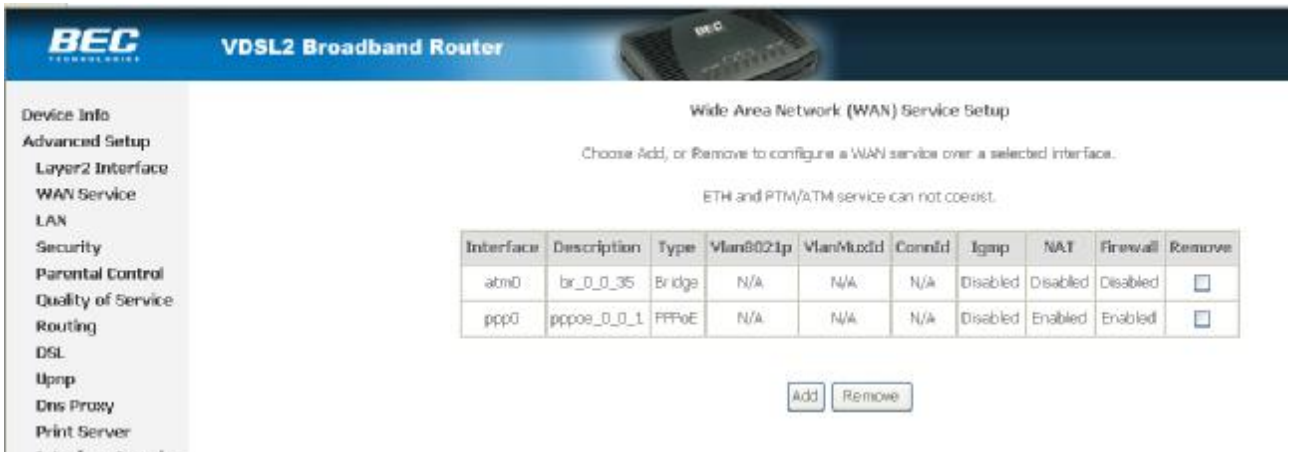 BEC
TECHNOLOGIES
VDSL2 Broadband Router
BEC
Device Info
Advanced Setup
Layer2 Interface
WAN Service
LAN
Security
Parental Control
Quality of Service
Routing
DSL
Upnp
Dns Proxy
Print Server
Wide Area Network (WAN) Service Setup
Choose Add, or Remove to configure a WAN service over a selected interface.
ETH and PTM/ATM service can not coexist.
Interface Description Type Vlan8021p VlanMuxId ConnId Igmp NAT Firewall Remove
atm0 br_0_0_35 Bridge N/A N/A N/A Disabled Disabled Disabled
ppp0 pppoe_0_0_1 PPPoE N/A N/A N/A Disabled Enabled Enabled
Add Remove